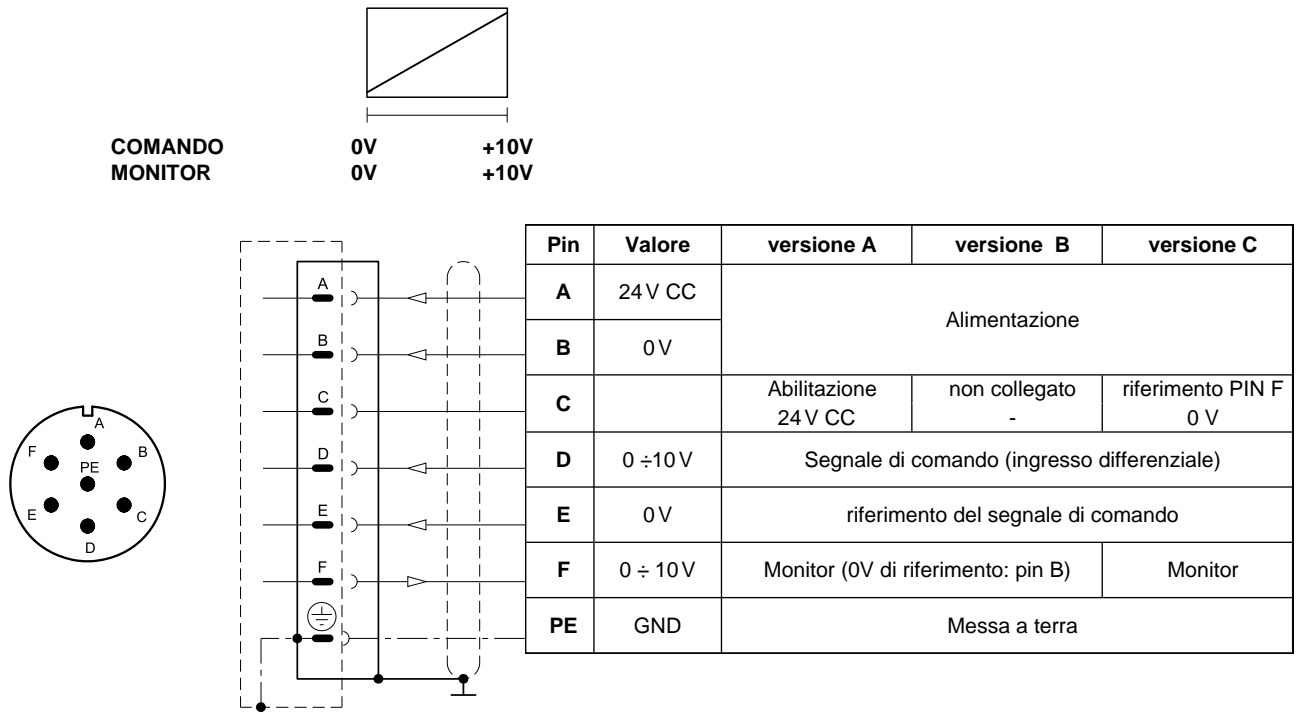 COMANDO 0V +10V
MONITOR 0V +10V
Pin Valore versione A versione B versione C
A 24 V CC Alimentazione
B 0 V
C Abilitazione 24 V CC non collegato - riferimento PIN F 0 V
D 0 ÷10 V Segnale di comando (ingresso differenziale)
E 0 V riferimento del segnale di comando
F 0 ÷ 10 V Monitor (0V di riferimento: pin B) Monitor
PE GND Messa a terra
A
B
C
D
E
F
A
F B
PE
E C
D